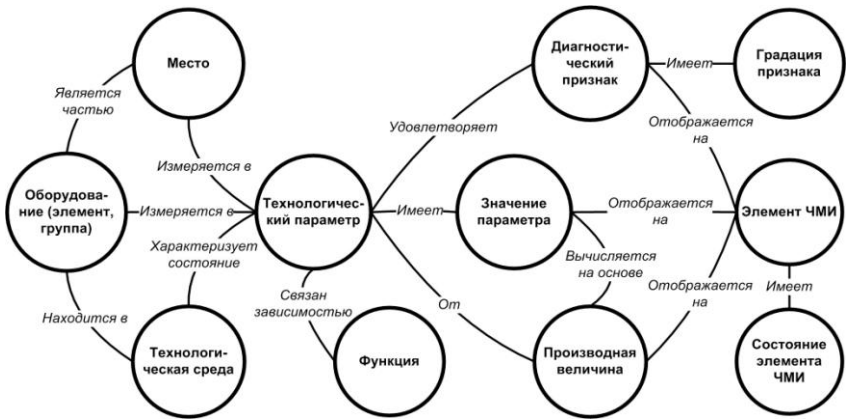 Место
Диагности-
ческий
признак
Имеет
Градация
признака
Является
частью
Удовлетворяет
Отображается
на
Измеряется в
Оборудова-
ние (элемент,
группа)
Измеряется в
Технологичес-
кий параметр
Имеет
Значение
параметра
Отображается
на
Элемент ЧМИ
Характеризует
состояние
Вычисляется
на основе
Находится в
Связан
зависимостью
От
Отображается
на
Имеет
Технологи-
ческая среда
Функция
Производная
величина
Состояние
элемента
ЧМИ